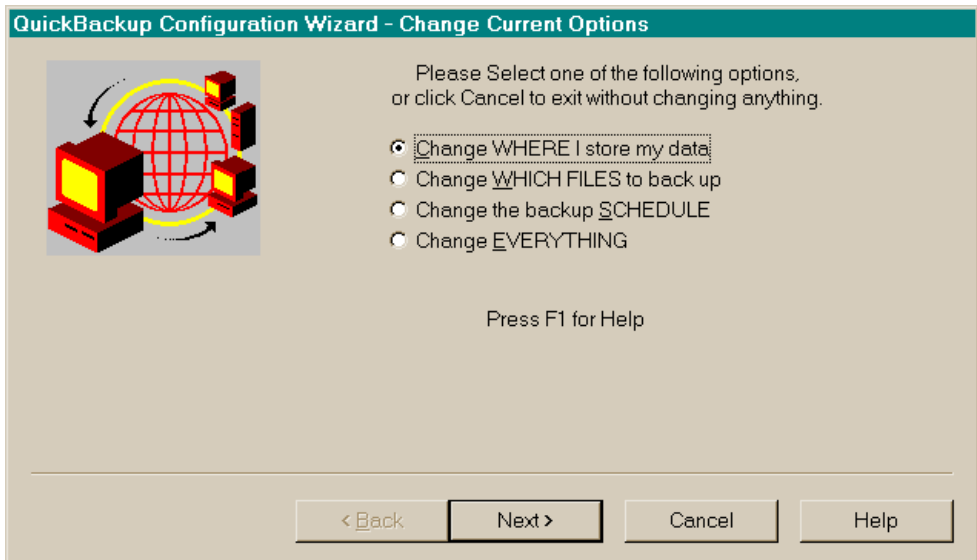 QuickBackup Configuration Wizard - Change Current Options
Please Select one of the following options,
or click Cancel to exit without changing anything.
Change WHERE I store my data
Change WHICH FILES to back up
Change the backup SCHEDULE
Change EVERYTHING
Press F1 for Help
< Back Next > Cancel Help